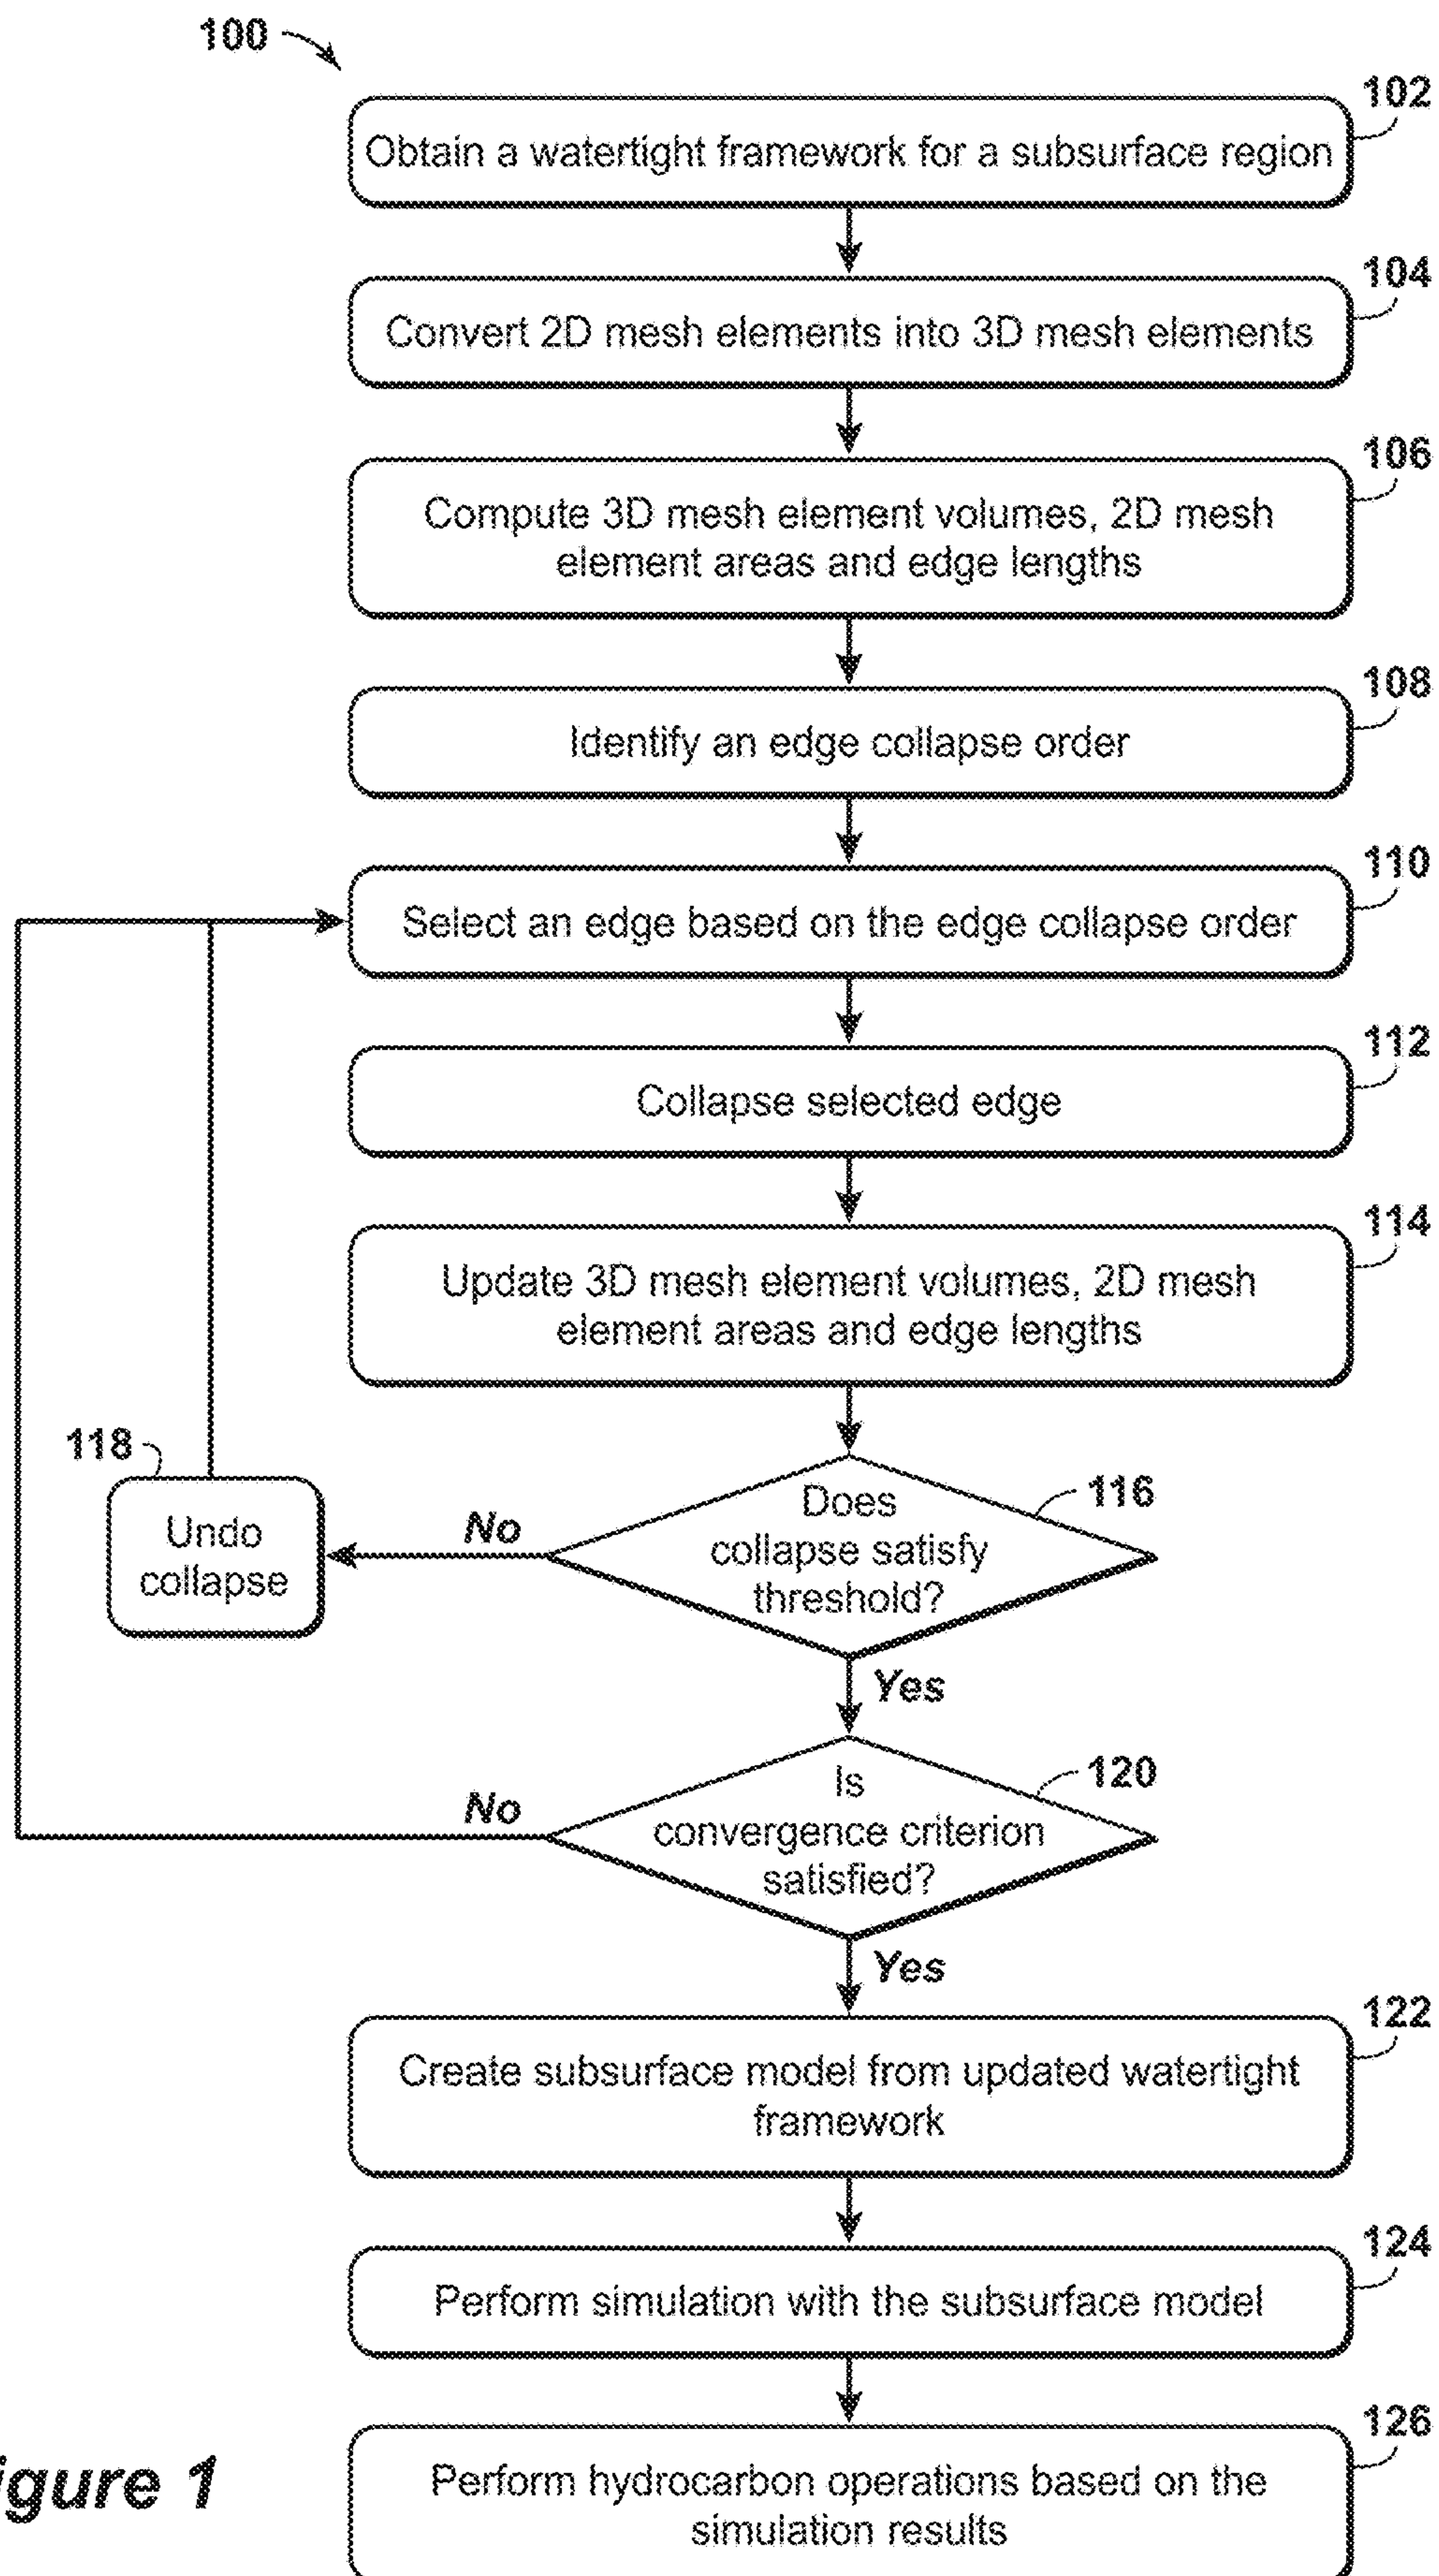 100
102
Obtain a watertight framework for a subsurface region
104
Convert 2D mesh elements into 3D mesh elements
106
Compute 3D mesh element volumes, 2D mesh
element areas and edge lengths
108
Identify an edge collapse order
110
Select an edge based on the edge collapse order
112
Collapse selected edge
114
Update 3D mesh element volumes, 2D mesh
element areas and edge lengths
118
Undo
collapse
No
116
Does
collapse satisfy
threshold?
Yes
120
No
Is
convergence criterion
satisfied?
Yes
122
Create subsurface model from updated watertight
framework
124
Perform simulation with the subsurface model
126
Perform hydrocarbon operations based on the
simulation results
igure 1